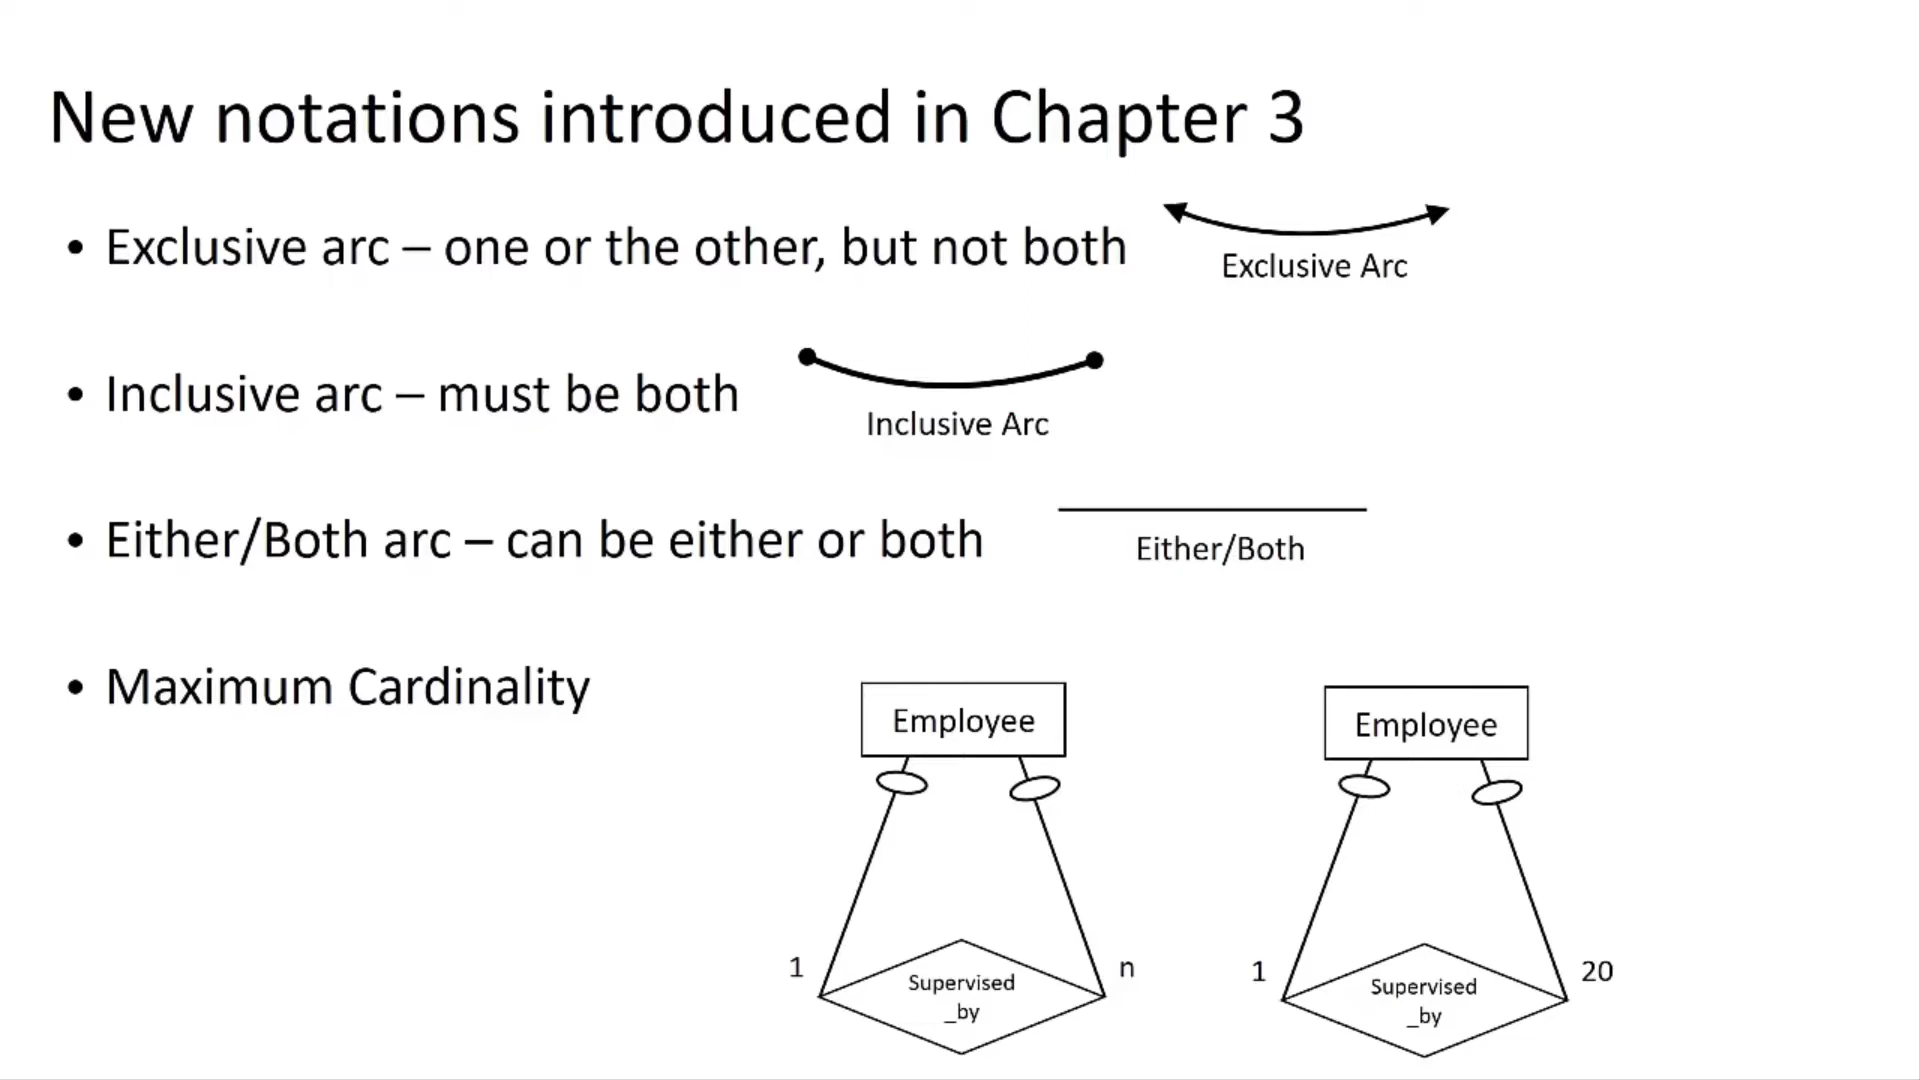 New notations introduced in Chapter 3
• Exclusive arc – one or the other, but not both
Exclusive Arc
• Inclusive arc – must be both
Inclusive Arc
• Either/Both arc – can be either or both
Either/Both
• Maximum Cardinality
Employee
1
n
Supervised
_by
Employee
1
20
Supervised
_by